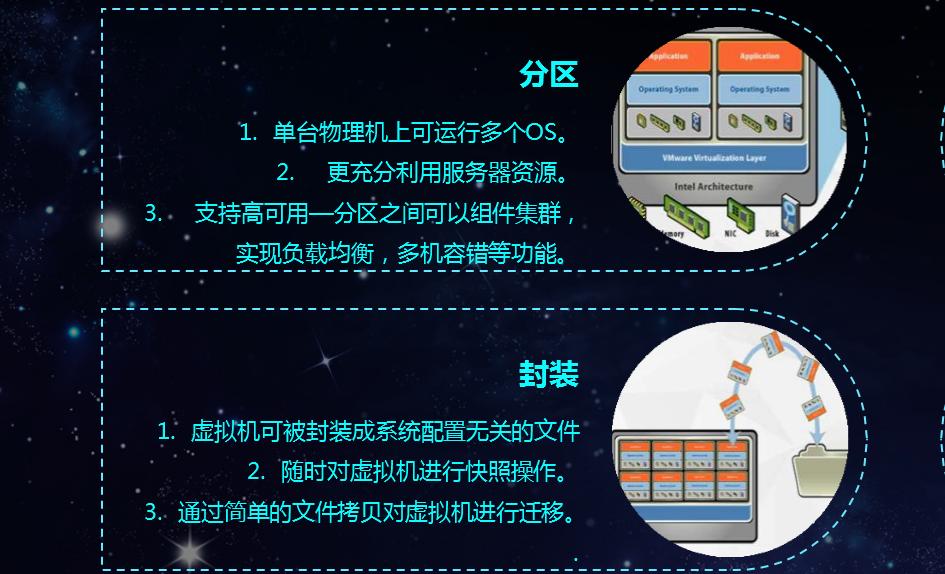 分区
1. 单台物理机上可运行多个OS。
2. 更充分利用服务器资源。
3. 支持高可用—分区之间可以组件集群，
实现负载均衡，多机容错等功能。
Application Application
Operating System Operating System
VMware Virtualization Layer
Intel Architecture
Memory NIC Disk
封装
1. 虚拟机可被封装成系统配置无关的文件
2. 随时对虚拟机进行快照操作。
3. 通过简单的文件拷贝对虚拟机进行迁移。
.